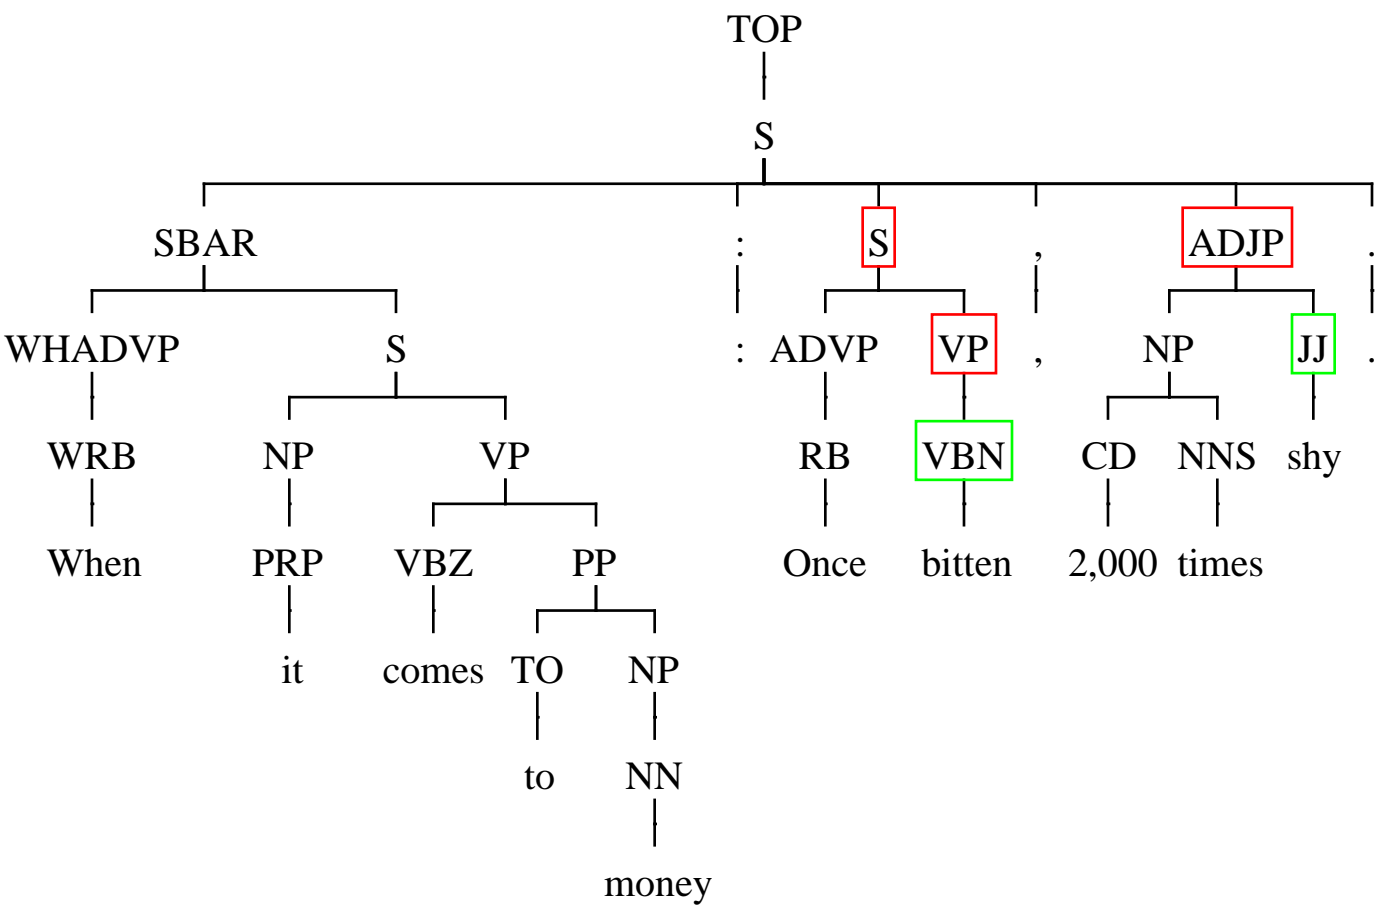 TOP
S
SBAR : S , ADJP .
WHADVP S : ADVP VP , NP JJ .
WRB NP VP RB VBN CD NNS shy
When PRP VBZ PP Once bitten 2,000 times
it comes TO NP
to NN
money